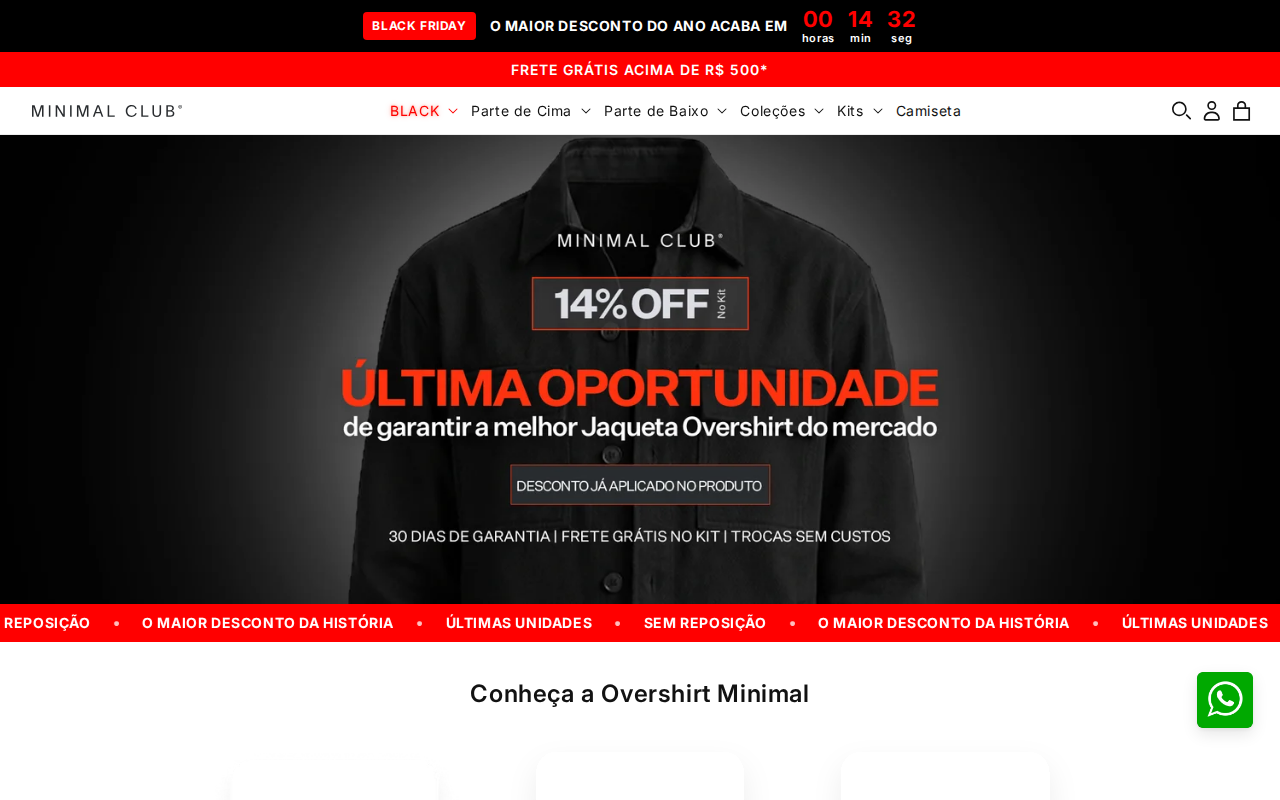 BLACK FRIDAY O MAIOR DESCONTO DO ANO ACABA EM 00 14 32
horas min seg
FRETE GRÁTIS ACIMA DE R$ 500*
MINIMAL CLUB® BLACK Parte de Cima Parte de Baixo Coleções Kits Camiseta
MINIMAL CLUB®
14% OFF No Kit
ÚLTIMA OPORTUNIDADE
de garantir a melhor Jaqueta Overshirt do mercado
DESCONTO JÁ APLICADO NO PRODUTO
30 DIAS DE GARANTIA | FRETE GRÁTIS NO KIT | TROCAS SEM CUSTOS
REPOSIÇÃO • O MAIOR DESCONTO DA HISTÓRIA • ÚLTIMAS UNIDADES • SEM REPOSIÇÃO • O MAIOR DESCONTO DA HISTÓRIA • ÚLTIMAS UNIDADES
Conheça a Overshirt Minimal